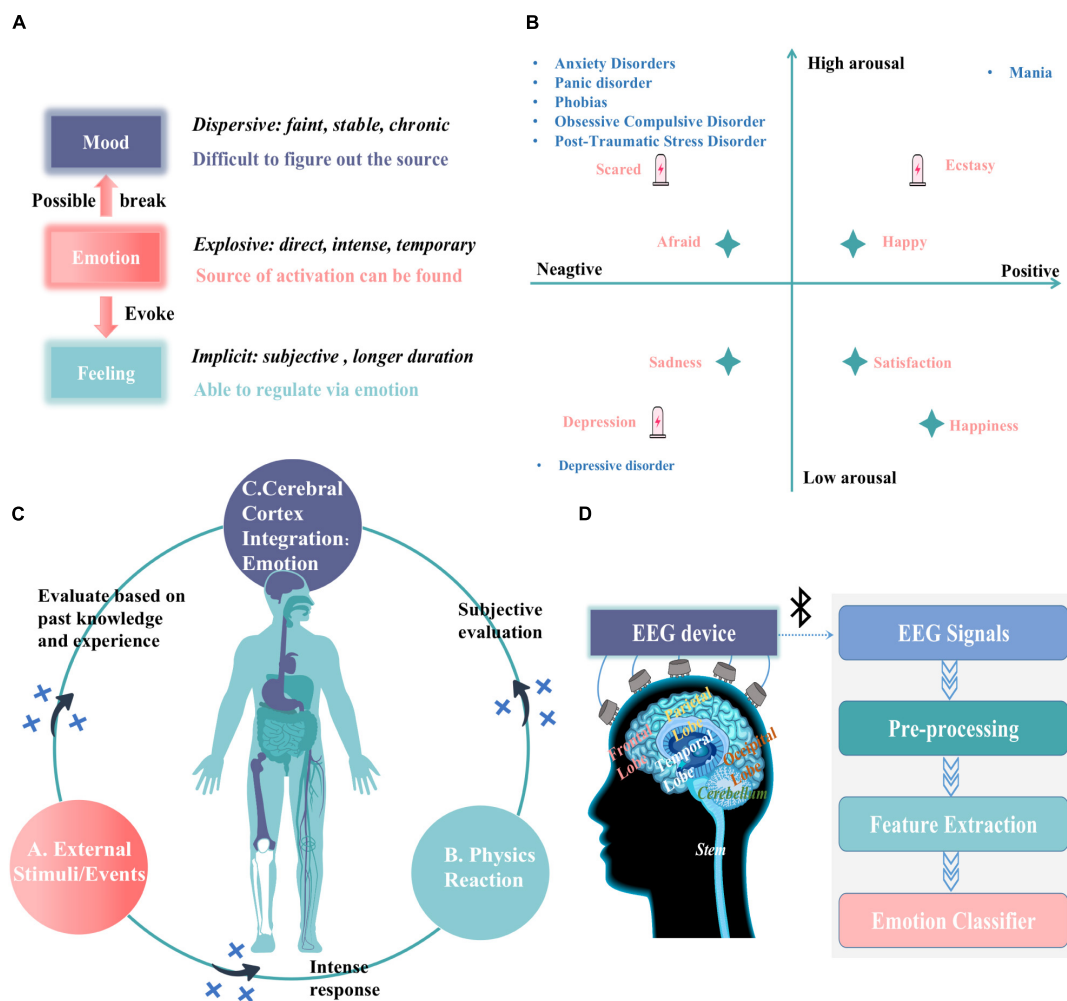 A
Mood
Dispersive: faint, stable, chronic
Difficult to figure out the source
Possible break
Emotion
Explosive: direct, intense, temporary
Source of activation can be found
Evoke
Feeling
Implicit: subjective , longer duration
Able to regulate via emotion
B
• Anxiety Disorders
• Panic disorder
• Phobias
• Obsessive Compulsive Disorder
• Post-Traumatic Stress Disorder
High arousal
• Mania
Scared
Ecstasy
Afraid
Happy
Neagtive
Positive
Sadness
Satisfaction
Depression
Happiness
• Depressive disorder
Low arousal
C
C.Cerebral
Cortex
Integration:
Emotion
Evaluate based on
past knowledge
and experience
Subjective
evaluation
A. External
Stimuli/Events
B. Physics
Reaction
Intense
response
D
EEG device
Frontal
Lobe
Parietal
Lobe
Temporal
Lobe
Occipital
Lobe
Cerebellam
Stem
EEG Signals
Pre-processing
Feature Extraction
Emotion Classifier